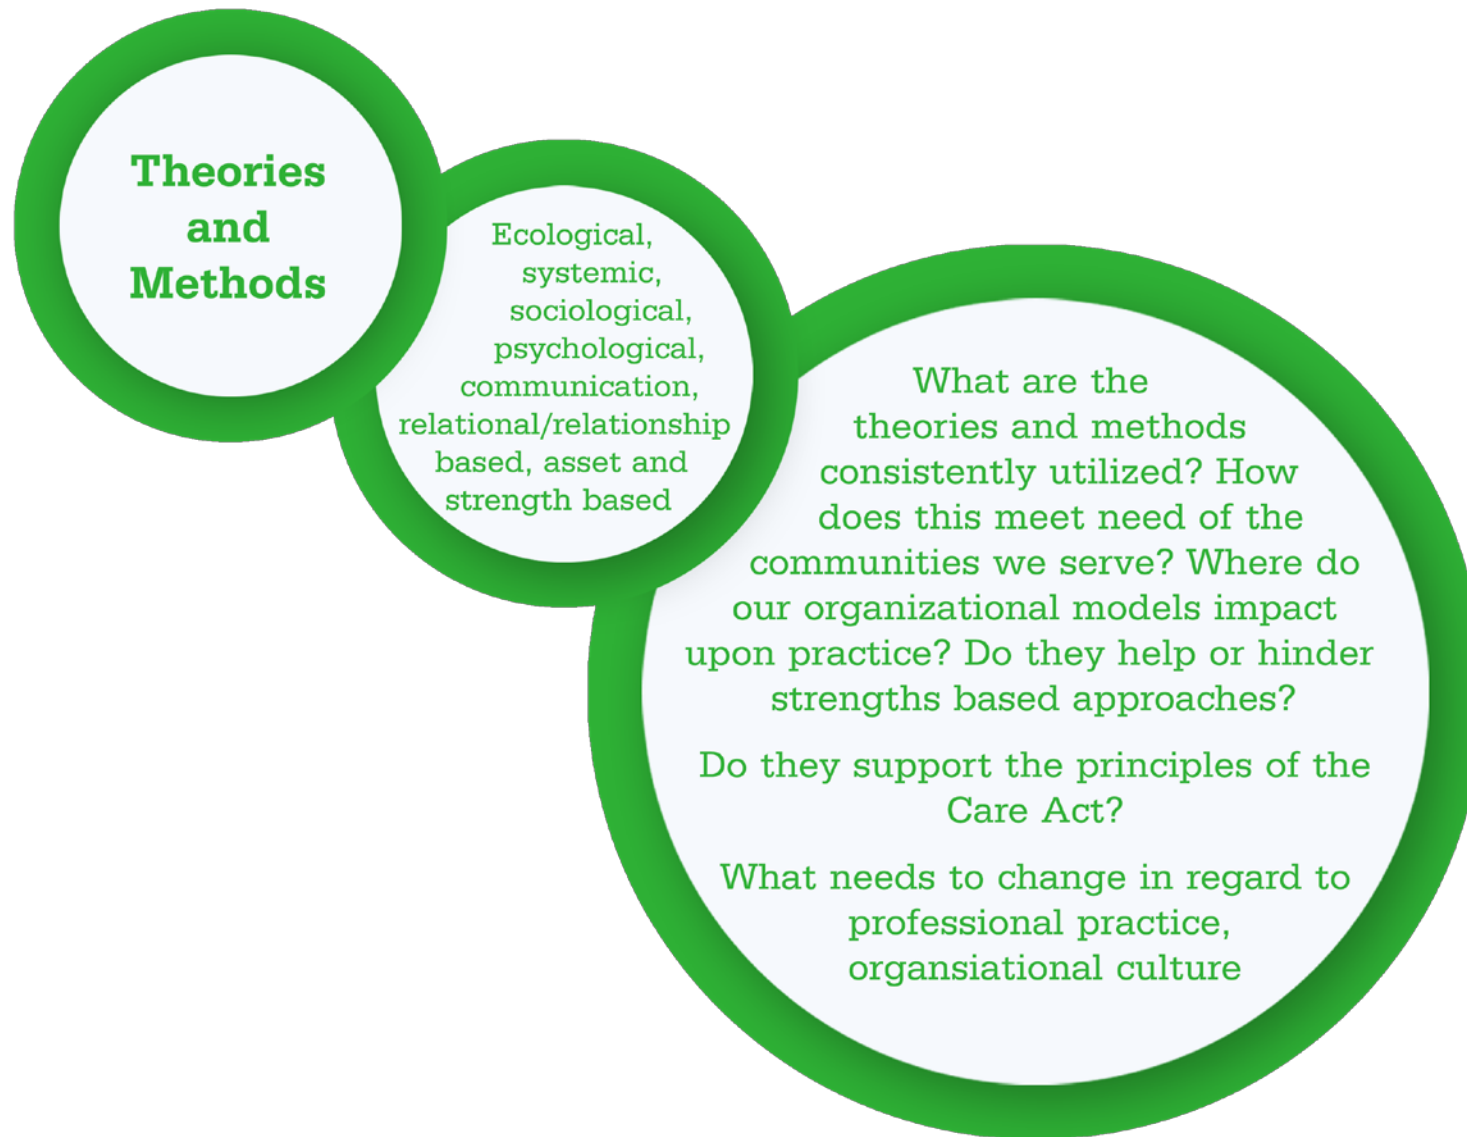 Theories
and
Methods
Ecological,
systemic,
sociological,
psychological,
communication,
relational/relationship
based, asset and
strength based
What are the
theories and methods
consistently utilized? How
does this meet need of the
communities we serve? Where do
our organizational models impact
upon practice? Do they help or hinder
strengths based approaches?
Do they support the principles of the
Care Act?
What needs to change in regard to
professional practice,
organsiational culture